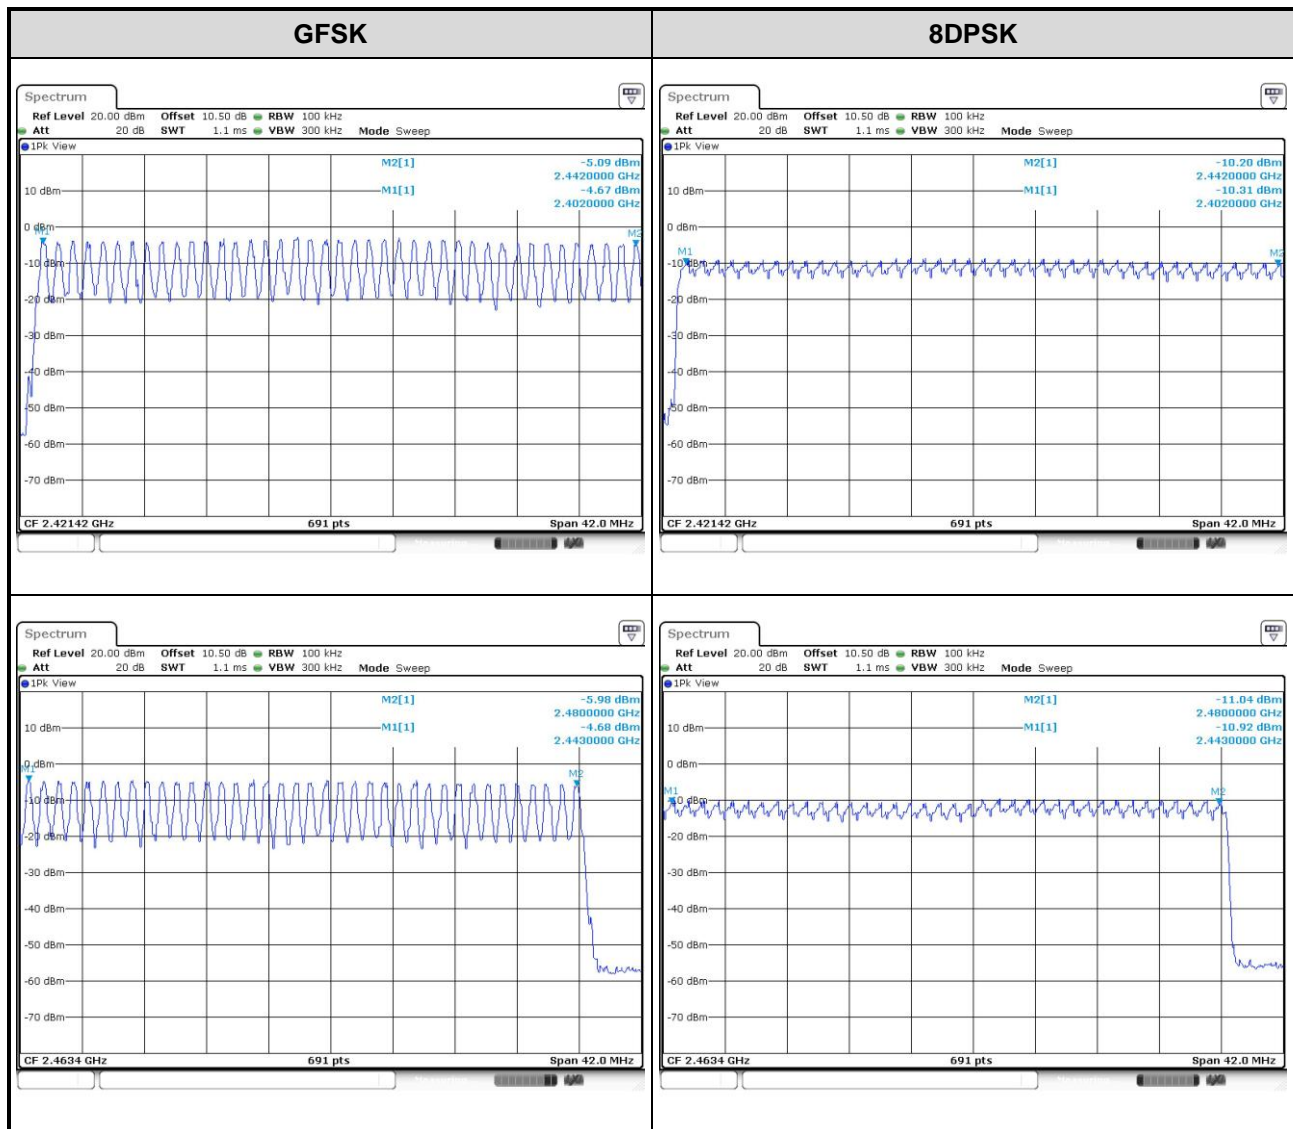 GFSK 8DPSK
Spectrum
Ref Level 20.00 dBm Offset 10.50 dB RBW 100 kHz
Att 20 dB SWT 1.1 ms VBW 300 kHz Mode Sweep
1Pk View
M2[1] -5.09 dBm
2.4420000 GHz
10 dBm M1[1] -4.67 dBm
2.4020000 GHz
0 dBm
M1 M2
-10 dBm
-20 dBm
-30 dBm
-40 dBm
-50 dBm
-60 dBm
-70 dBm
CF 2.42142 GHz 691 pts Span 42.0 MHz
Spectrum
Ref Level 20.00 dBm Offset 10.50 dB RBW 100 kHz
Att 20 dB SWT 1.1 ms VBW 300 kHz Mode Sweep
1Pk View
M2[1] -10.20 dBm
2.4420000 GHz
10 dBm M1[1] -10.31 dBm
2.4020000 GHz
0 dBm
M1 M2
-10 dBm
-20 dBm
-30 dBm
-40 dBm
-50 dBm
-60 dBm
-70 dBm
CF 2.42142 GHz 691 pts Span 42.0 MHz
Spectrum
Ref Level 20.00 dBm Offset 10.50 dB RBW 100 kHz
Att 20 dB SWT 1.1 ms VBW 300 kHz Mode Sweep
1Pk View
M2[1] -5.98 dBm
2.4800000 GHz
10 dBm M1[1] -4.68 dBm
2.4430000 GHz
0 dBm
M1 M2
-10 dBm
-20 dBm
-30 dBm
-40 dBm
-50 dBm
-60 dBm
-70 dBm
CF 2.4634 GHz 691 pts Span 42.0 MHz
Spectrum
Ref Level 20.00 dBm Offset 10.50 dB RBW 100 kHz
Att 20 dB SWT 1.1 ms VBW 300 kHz Mode Sweep
1Pk View
M2[1] -11.04 dBm
2.4800000 GHz
10 dBm M1[1] -10.92 dBm
2.4430000 GHz
0 dBm
M1 M2
-10 dBm
-20 dBm
-30 dBm
-40 dBm
-50 dBm
-60 dBm
-70 dBm
CF 2.4634 GHz 691 pts Span 42.0 MHz